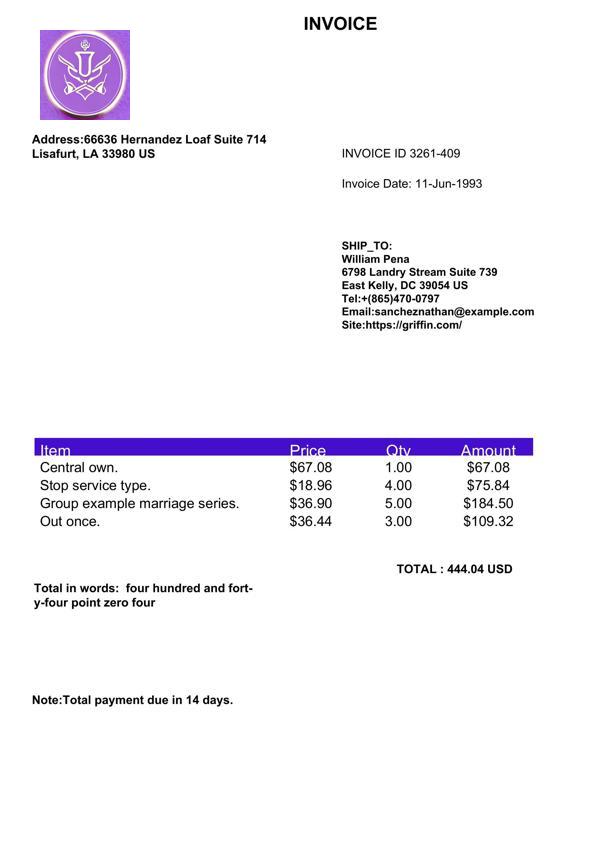 INVOICE
Address:66636 Hernandez Loaf Suite 714
Lisafurt, LA 33980 US
INVOICE ID 3261-409
Invoice Date: 11-Jun-1993
SHIP_TO:
William Pena
6798 Landry Stream Suite 739
East Kelly, DC 39054 US
Tel:+(865)470-0797
Email:sancheznathan@example.com
Site:https://griffin.com/
Item Price Qty Amount
Central own. $67.08 1.00 $67.08
Stop service type. $18.96 4.00 $75.84
Group example marriage series. $36.90 5.00 $184.50
Out once. $36.44 3.00 $109.32
TOTAL : 444.04 USD
Total in words:  four hundred and fort-
y-four point zero four
Note:Total payment due in 14 days.